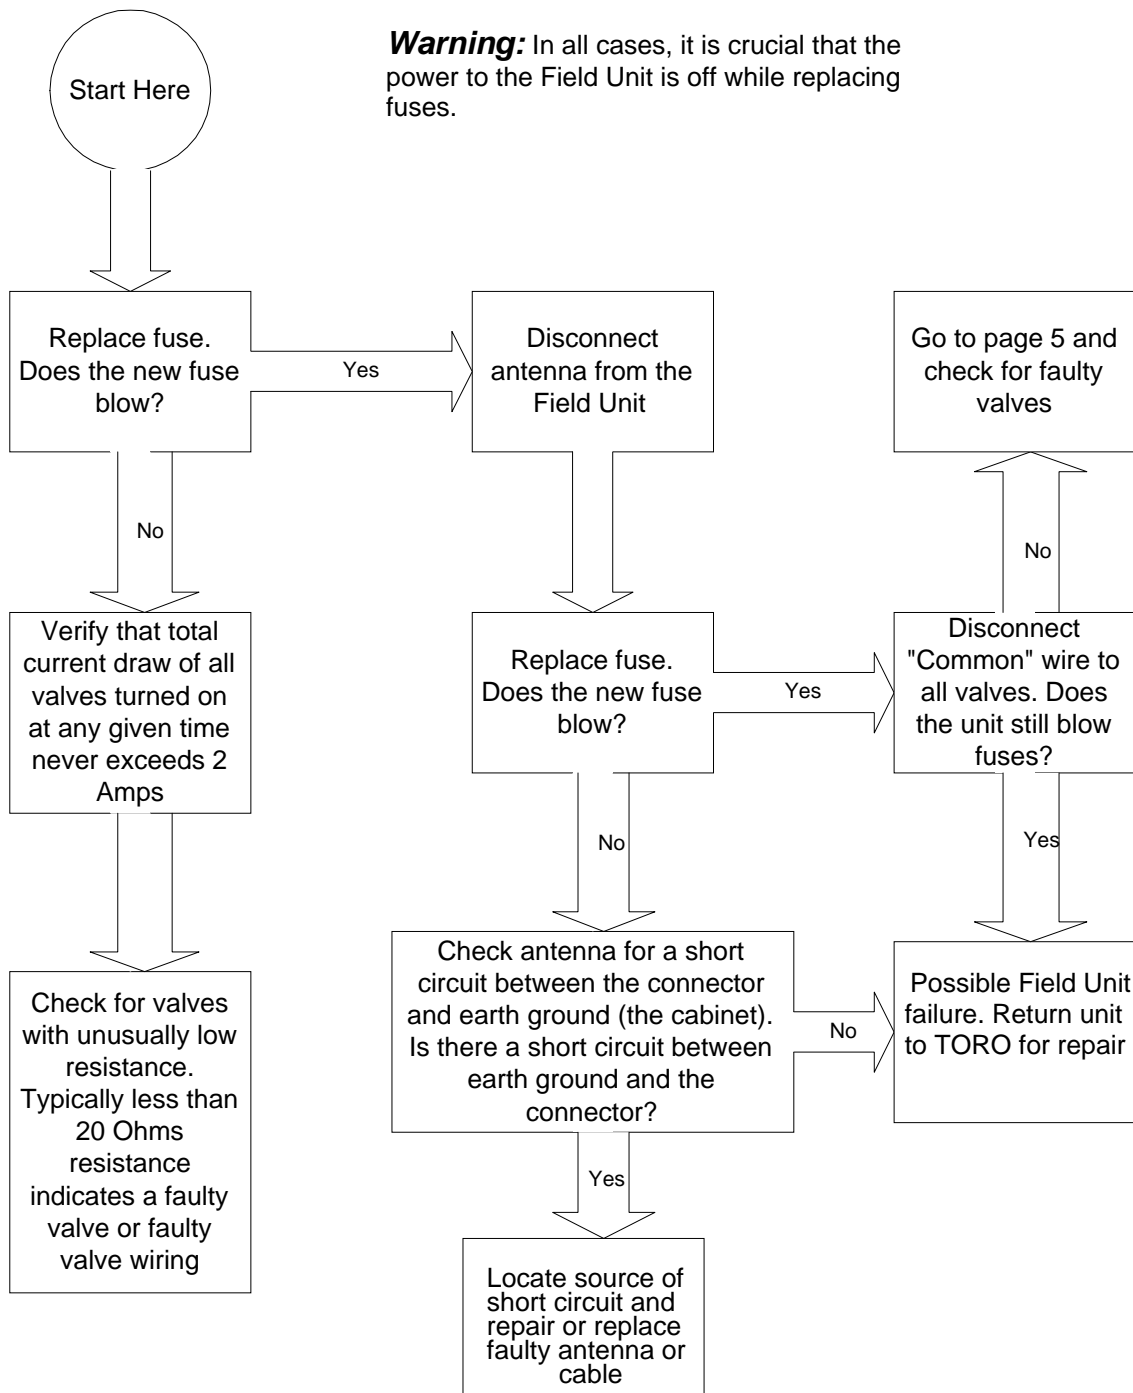 Start Here
Warning: In all cases, it is crucial that the
power to the Field Unit is off while replacing
fuses.
Replace fuse.
Does the new fuse
blow?
Yes
Disconnect
antenna from the
Field Unit
Go to page 5 and
check for faulty
valves
No
No
Verify that total
current draw of all
valves turned on
at any given time
never exceeds 2
Amps
Replace fuse.
Does the new fuse
blow?
Yes
Disconnect
"Common" wire to
all valves. Does
the unit still blow
fuses?
No
Yes
Check for valves
with unusually low
resistance.
Typically less than
20 Ohms
resistance
indicates a faulty
valve or faulty
valve wiring
Check antenna for a short
circuit between the connector
and earth ground (the cabinet).
Is there a short circuit between
earth ground and the
connector?
No
Possible Field Unit
failure. Return unit
to TORO for repair
Yes
Locate source of
short circuit and
repair or replace
faulty antenna or
cable